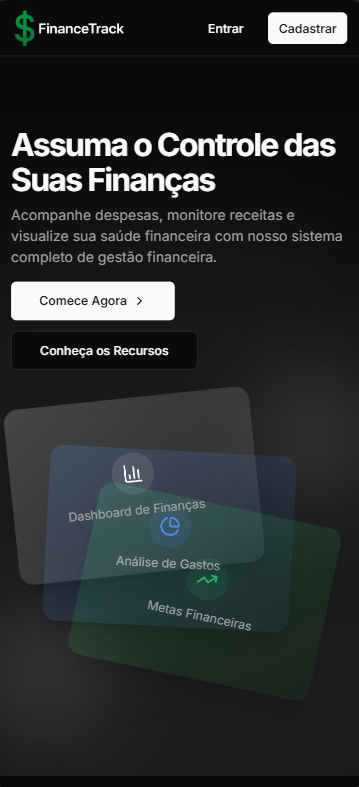 FinanceTrack
Entrar
Cadastrar
Assuma o Controle das
Suas Finanças
Acompanhe despesas, monitore receitas e
visualize sua saúde financeira com nosso sistema
completo de gestão financeira.
Comece Agora
Conheça os Recursos
Dashboard de Finanças
Análise de Gastos
Metas Financeiras